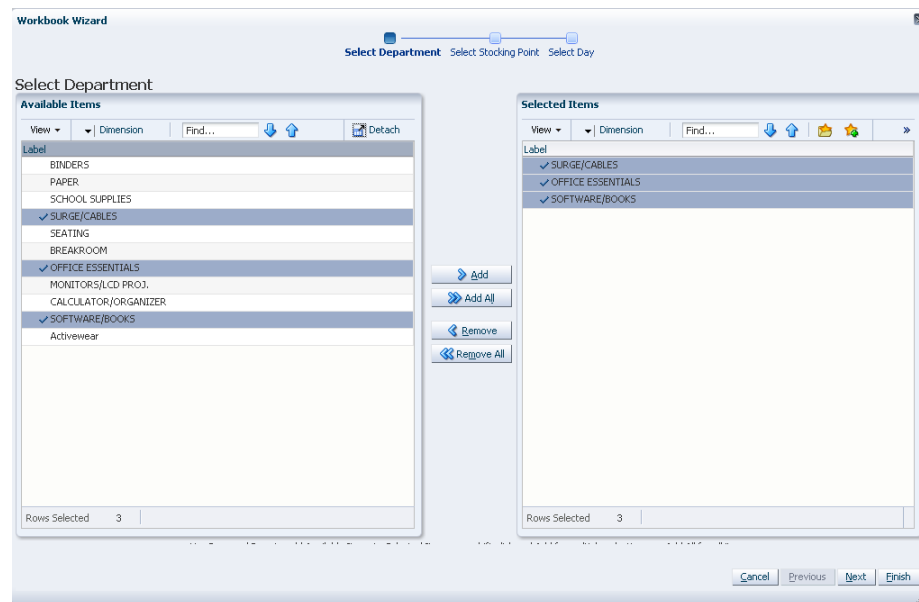 Workbook Wizard
Select Department Select Stocking Point Select Day
Select Department
Available Items
View Dimension Find... Detach
Label
BINDERS
PAPER
SCHOOL SUPPLIES
SURGE/CABLES
SEATING
BREAKROOM
OFFICE ESSENTIALS
MONITORS/LCD PROJ.
CALCULATOR/ORGANIZER
SOFTWARE/BOOKS
Activewear
Rows Selected 3
Add
Add All
Remove
Remove All
Selected Items
View Dimension Find... »
Label
SURGE/CABLES
OFFICE ESSENTIALS
SOFTWARE/BOOKS
Rows Selected 3
Cancel Previous Next Finish